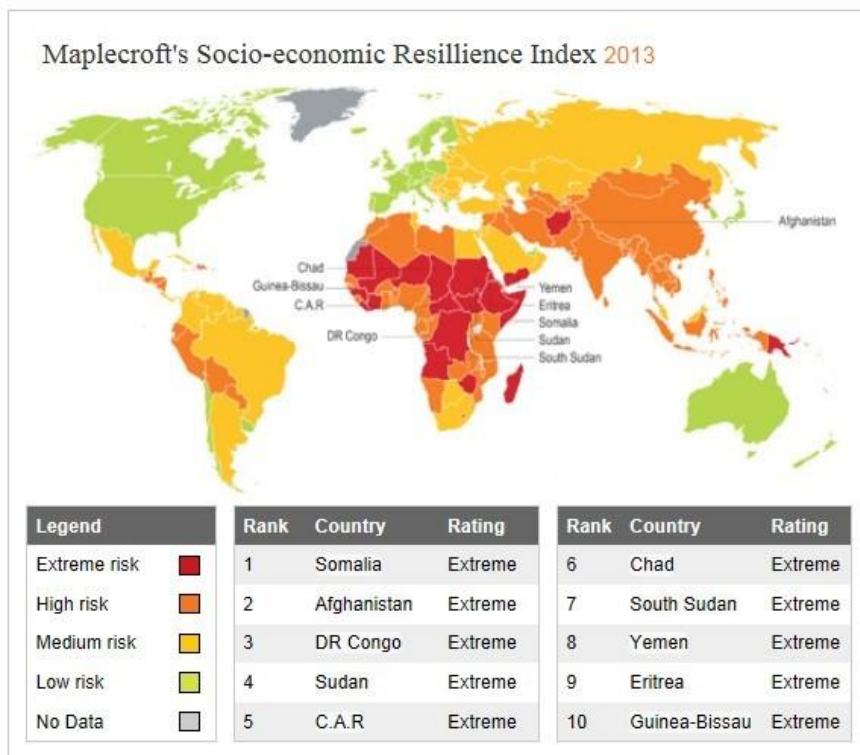 Maplecroft's Socio-economic Resillience Index 2013
Afghanistan
Chad
Guinea-Bissau
C.A.R
DR Congo
Yemen
Eritrea
Somalia
Sudan
South Sudan
Legend
Extreme risk
High risk
Medium risk
Low risk
No Data
Rank Country Rating
1 Somalia Extreme
2 Afghanistan Extreme
3 DR Congo Extreme
4 Sudan Extreme
5 C.A.R Extreme
Rank Country Rating
6 Chad Extreme
7 South Sudan Extreme
8 Yemen Extreme
9 Eritrea Extreme
10 Guinea-Bissau Extreme